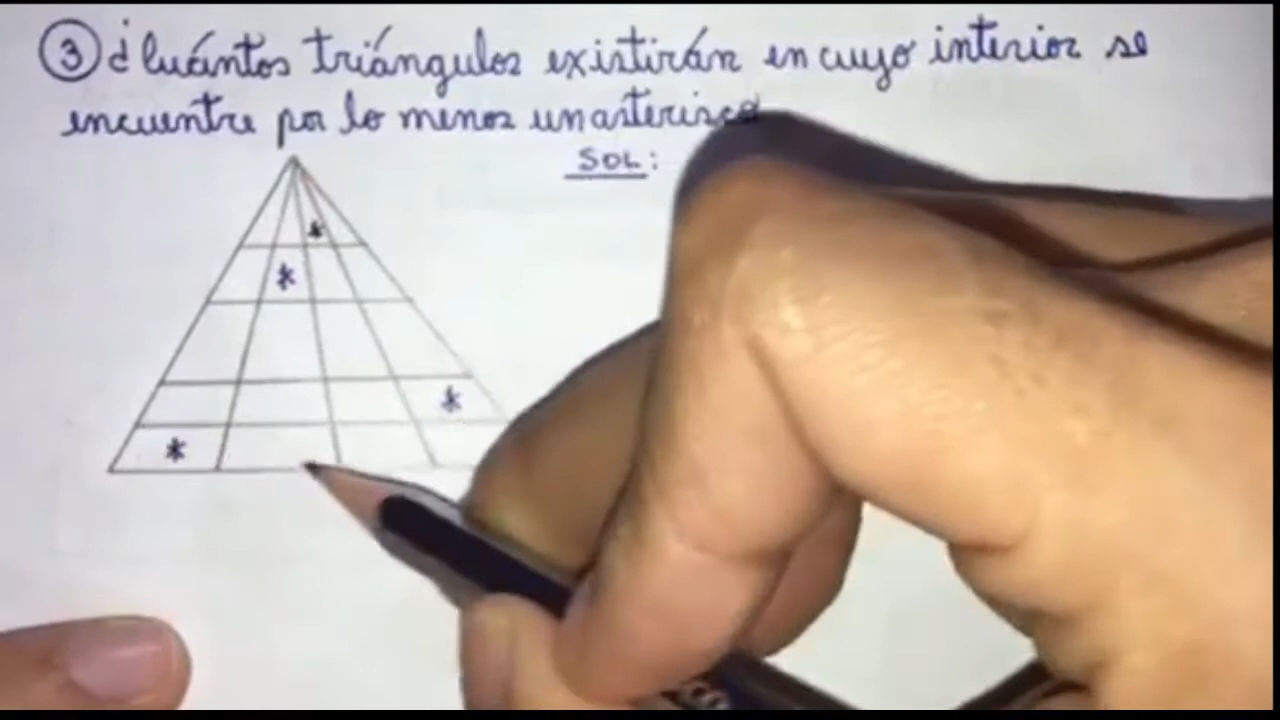 3 ¿Cuántos triángulos existirán en cuyo interior se
encuentre por lo menos un asterisco
SOL:
* 
*
*
*